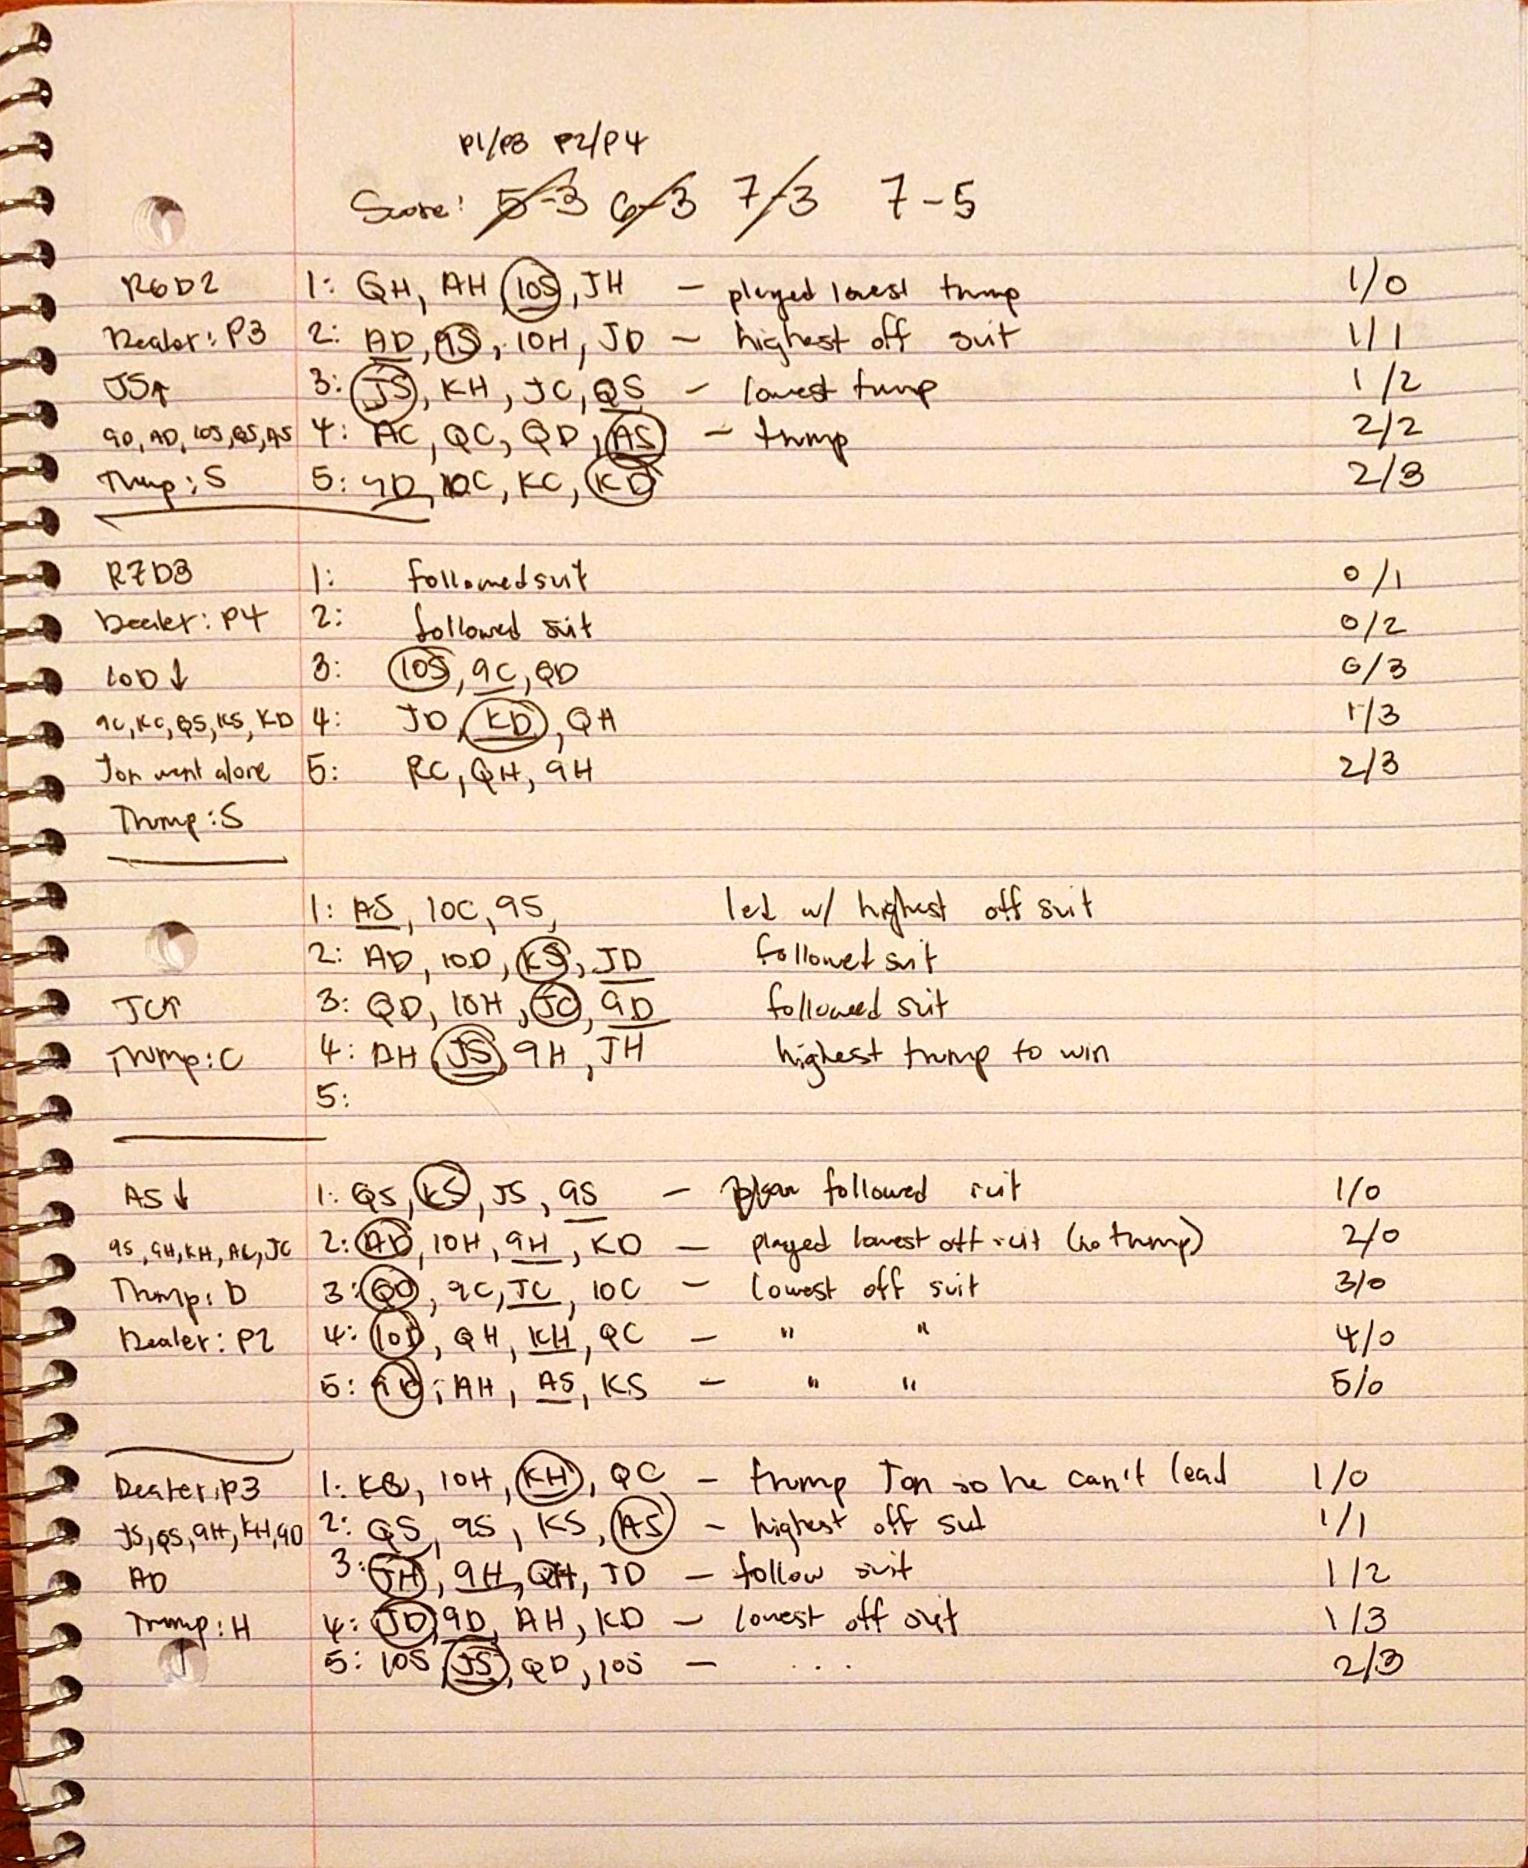 P1/P3 P2/P4
Score: 5-3 6-3 7-3 7-5
R6D2 1: QH, AH 10S, JH - played lowest trump 1/0
Dealer: P3 2: AD, 9S, 10H, JD - highest off suit 1/1
JS↑ 3: JS, KH, JC, QS - lowest trump 1/2
9D, AD, 10S, QS, AS 4: AC, QC, QD, AS - trump 2/2
Trump: S 5: 9D, 10C, KC, KD 2/3
R7D3 1: followed suit 0/1
Dealer: P4 2: followed suit 0/2
10D↓ 3: 10S, 9C, QD 0/3
9C, KC, QS, KS, KD 4: JD, KD, QH 1/3
Jon went alone 5: KC, QH, 9H 2/3
Trump: S
1: AS, 10C, 9S, led w/ highest off suit
2: AD, 10D, KS, JD followed suit
JC↑ 3: QD, 10H, JC, 9D followed suit
Trump: C 4: AH JS, 9H, JH highest trump to win
5:
AS↓ 1: QS, KS, JS, 9S - followed suit 1/0
9S, 9H, KH, AC, JC 2: AD, 10H, 9H, KD - played lowest off suit (no trump) 2/0
Trump: D 3: QD, 9C, JC, 10C - lowest off suit 3/0
Dealer: P2 4: 10D, QH, KH, QC - " " 4/0
5: 9D, AH, AS, KS - " " 5/0
Dealer: P3 1: 10H, KH, QC - trump Jon so he can't lead 1/0
JS, QS, 9H, KH, 9D 2: QS, 9S, KS, AS - highest off suit 1/1
AD 3: JH, 9H, QH, JD - follow suit 1/2
Trump: H 4: JD, 9D, AH, KD - lowest off suit 1/3
5: 10S, JS, QD, 10S - ... 2/3